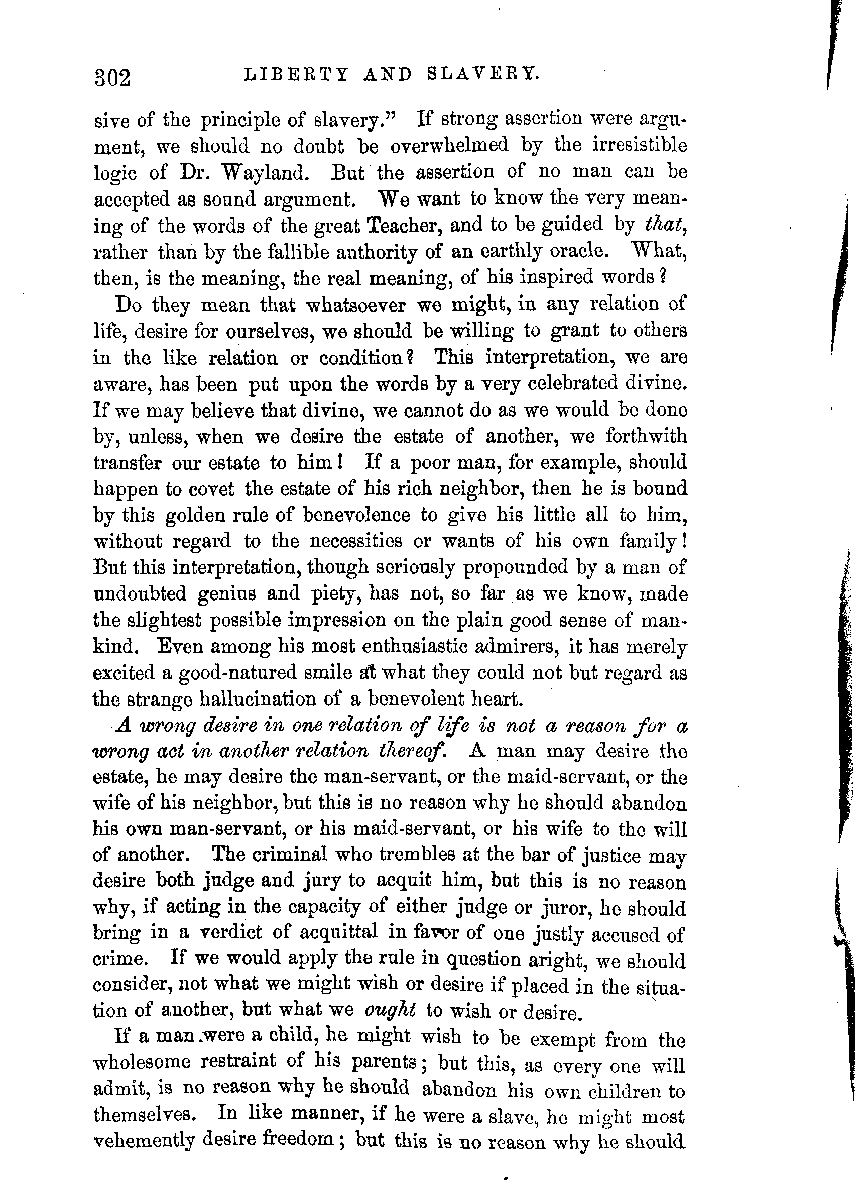 302 LIBERTY AND SLAVERY.
sive of the principle of slavery." If strong assertion were argu-
ment, we should no doubt be overwhelmed by the irresistible
logic of Dr. Wayland. But the assertion of no man can be
accepted as sound argument. We want to know the very mean-
ing of the words of the great Teacher, and to be guided by that,
rather than by the fallible authority of an earthly oracle. What,
then, is the meaning, the real meaning, of his inspired words?
Do they mean that whatsoever we might, in any relation of
life, desire for ourselves, we should be willing to grant to others
in the like relation or condition? This interpretation, we are
aware, has been put upon the words by a very celebrated divine.
If we may believe that divine, we cannot do as we would be done
by, unless, when we desire the estate of another, we forthwith
transfer our estate to him! If a poor man, for example, should
happen to covet the estate of his rich neighbor, then he is bound
by this golden rule of benevolence to give his little all to him,
without regard to the necessities or wants of his own family!
But this interpretation, though seriously propounded by a man of
undoubted genius and piety, has not, so far as we know, made
the slightest possible impression on the plain good sense of man-
kind. Even among his most enthusiastic admirers, it has merely
excited a good-natured smile at what they could not but regard as
the strange hallucination of a benevolent heart.
A wrong desire in one relation of life is not a reason for a
wrong act in another relation thereof. A man may desire the
estate, he may desire the man-servant, or the maid-servant, or the
wife of his neighbor, but this is no reason why he should abandon
his own man-servant, or his maid-servant, or his wife to the will
of another. The criminal who trembles at the bar of justice may
desire both judge and jury to acquit him, but this is no reason
why, if acting in the capacity of either judge or juror, he should
bring in a verdict of acquittal in favor of one justly accused of
crime. If we would apply the rule in question aright, we should
consider, not what we might wish or desire if placed in the situa-
tion of another, but what we ought to wish or desire.
If a man were a child, he might wish to be exempt from the
wholesome restraint of his parents; but this, as every one will
admit, is no reason why he should abandon his own children to
themselves. In like manner, if he were a slave, he might most
vehemently desire freedom; but this is no reason why he should